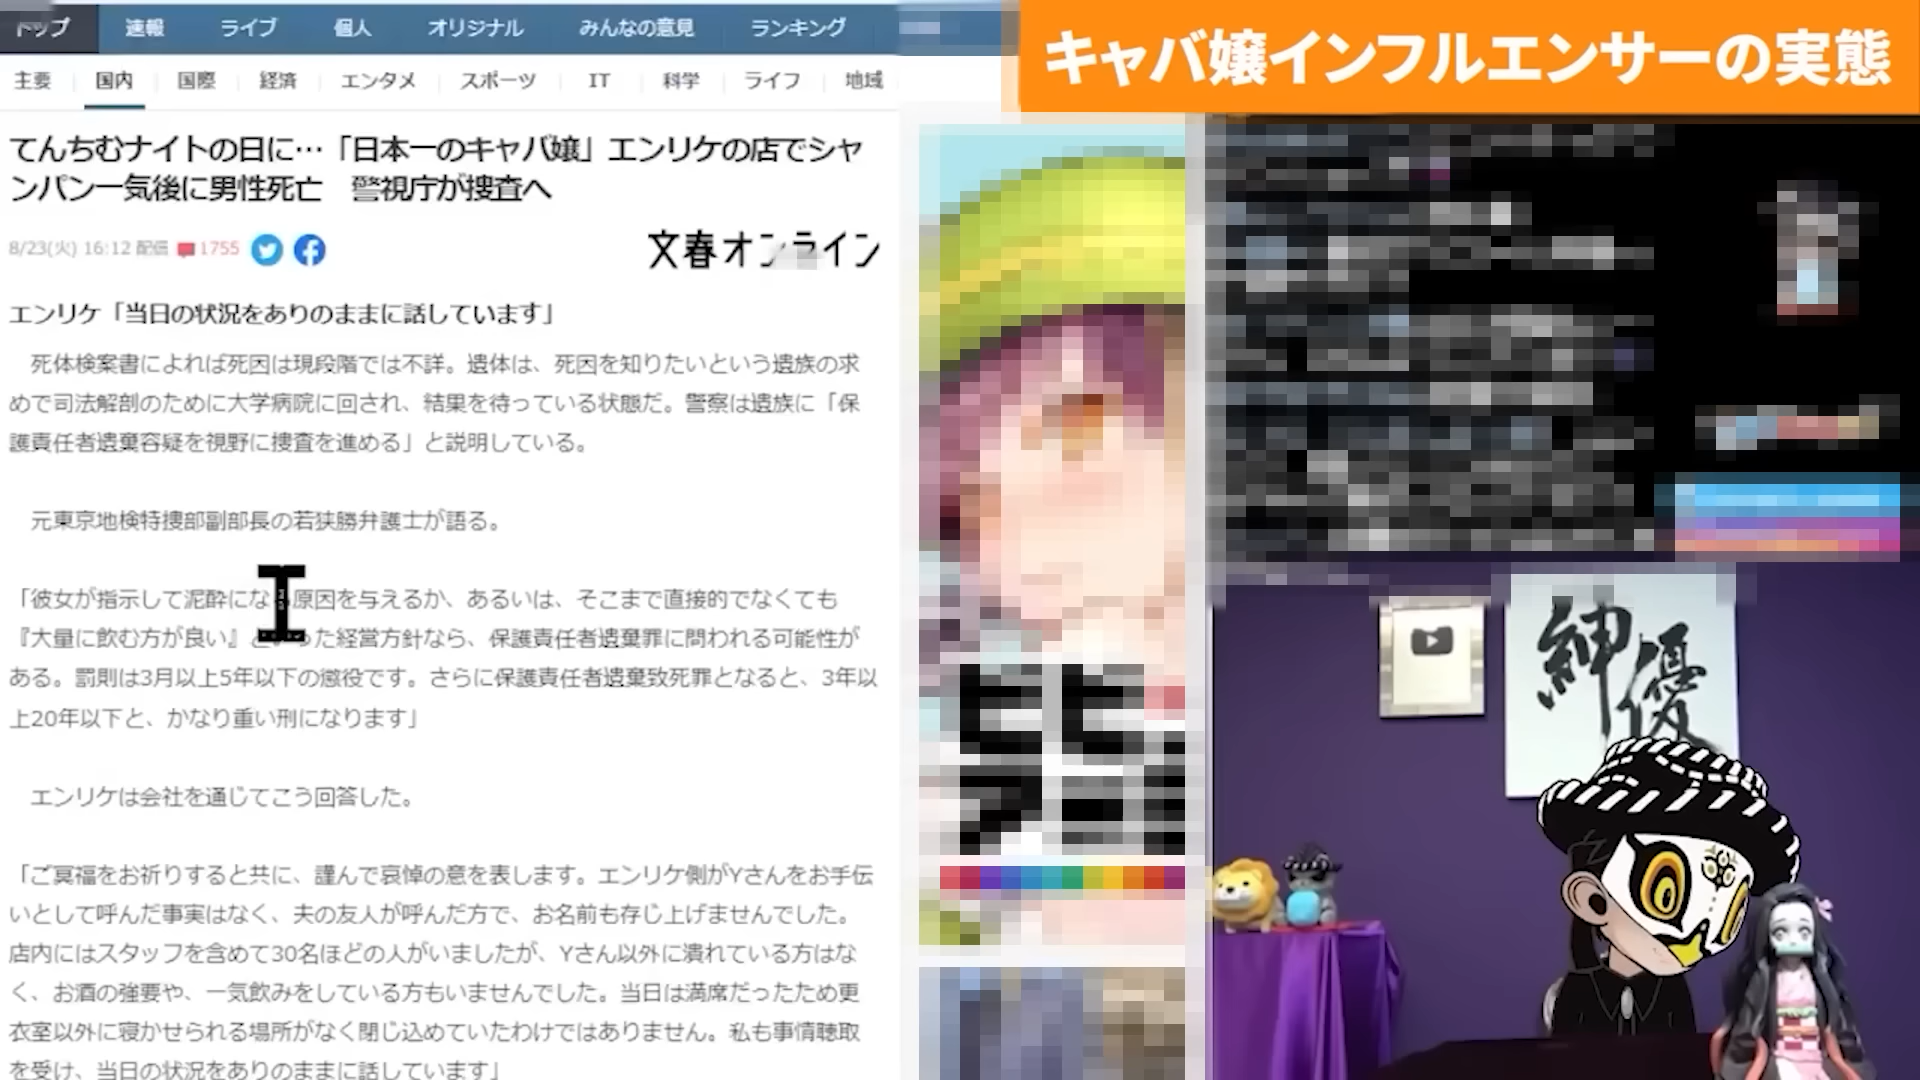 トップ 速報 ライブ 個人 オリジナル みんなの意見 ランキング
キャバ嬢インフルエンサーの実態
主要 国内 国際 経済 エンタメ スポーツ IT 科学 ライフ 地域
てんちむナイトの日に…「日本一のキャバ嬢」エンリケの店でシャ
ンパン一気後に男性死亡 警視庁が捜査へ
8/23(火) 16:12 配信 1755
文春オンライン
エンリケ「当日の状況をありのままに話しています」
死体検案書によれば死因は現段階では不詳。遺体は、死因を知りたいという遺族の求
めで司法解剖のために大学病院に回され、結果を待っている状態だ。警察は遺族に「保
護責任者遺棄容疑を視野に捜査を進める」と説明している。
元東京地検特捜部副部長の若狭勝弁護士が語る。
「彼女が指示して泥酔にな 原因を与えるか、あるいは、そこまで直接的でなくても
『大量に飲む方が良い』と った経営方針なら、保護責任者遺棄罪に問われる可能性が
ある。罰則は3月以上5年以下の懲役です。さらに保護責任者遺棄致死罪となると、3年以
上20年以下と、かなり重い刑になります」
エンリケは会社を通じてこう回答した。
「ご冥福をお祈りすると共に、謹んで哀悼の意を表します。エンリケ側がYさんをお手伝
いとして呼んだ事実はなく、夫の友人が呼んだ方で、お名前も存じ上げませんでした。
店内にはスタッフを含めて30名ほどの人がいましたが、Yさん以外に潰れている方はな
く、お酒の強要や、一気飲みをしている方もいませんでした。当日は満席だったため更
衣室以外に寝かせられる場所がなく閉じ込めていたわけではありません。私も事情聴取
を受け、当日の状況をありのままに話しています」
紳優